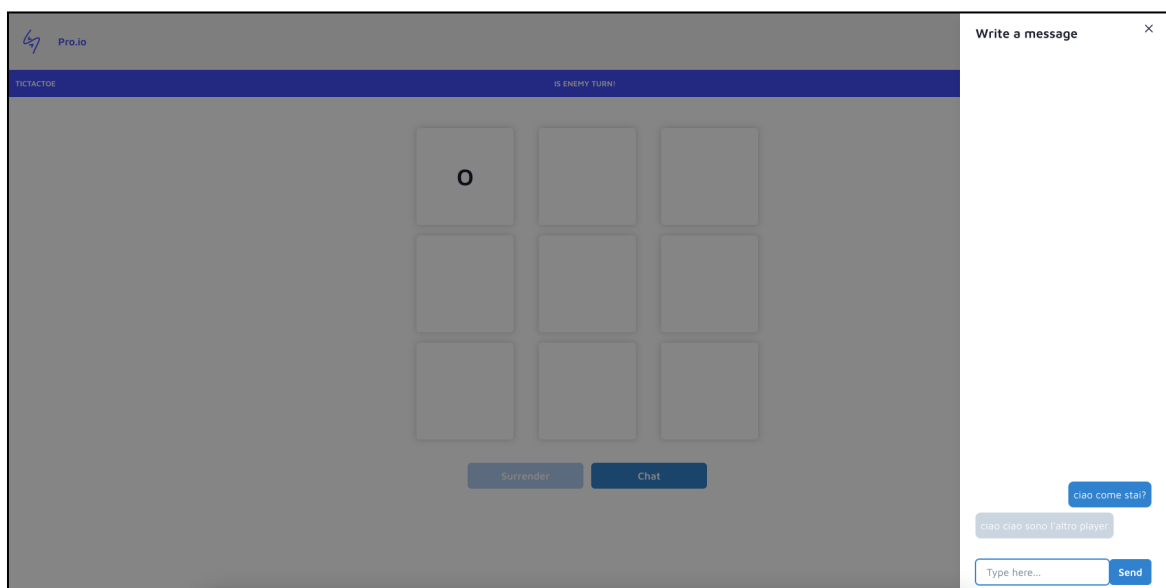 Pro.io
Write a message
TICTACTOE
IS ENEMY TURN!
O
Surrender
Chat
ciao come stai?
ciao ciao sono l'altro player
Type here...
Send